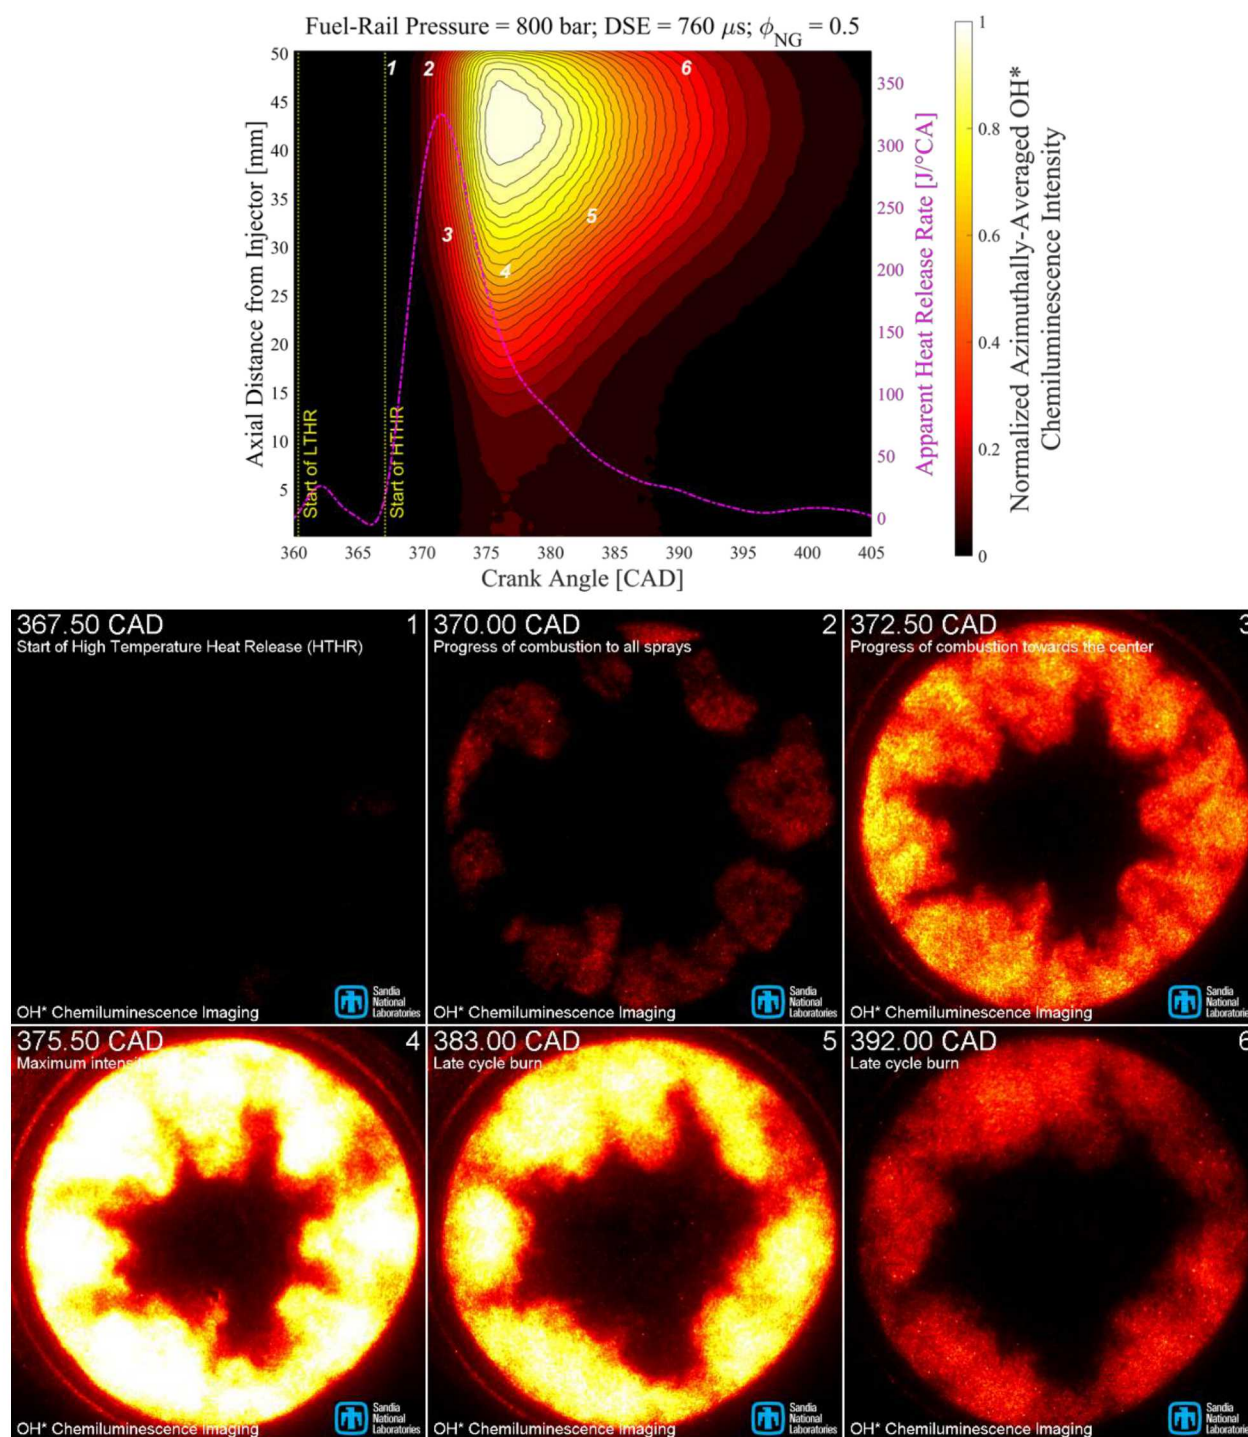 Fuel-Rail Pressure = 800 bar; DSE = 760 μs; ϕNG = 0.5
Axial Distance from Injector [mm]
50
45
40
35
30
25
20
15
10
5
1
2
3
4
5
6
Start of LTHR
Start of HTHR
360
365
370
375
380
385
390
395
400
405
Crank Angle [CAD]
350
300
250
200
150
100
50
0
Apparent Heat Release Rate [J/°CA]
1
0.8
0.6
0.4
0.2
0
Normalized Azimuthally-Averaged OH*
Chemiluminescence Intensity
367.50 CAD 1
Start of High Temperature Heat Release (HTHR)
OH* Chemiluminescence Imaging
Sandia
National
Laboratories
370.00 CAD 2
Progress of combustion to all sprays
OH* Chemiluminescence Imaging
Sandia
National
Laboratories
372.50 CAD 3
Progress of combustion towards the center
OH* Chemiluminescence Imaging
Sandia
National
Laboratories
375.50 CAD 4
Maximum intensit
OH* Chemiluminescence Imaging
Sandia
National
Laboratories
383.00 CAD 5
Late cycle burn
OH* Chemiluminescence Imaging
Sandia
National
Laboratories
392.00 CAD 6
Late cycle burn
OH* Chemiluminescence Imaging
Sandia
National
Laboratories